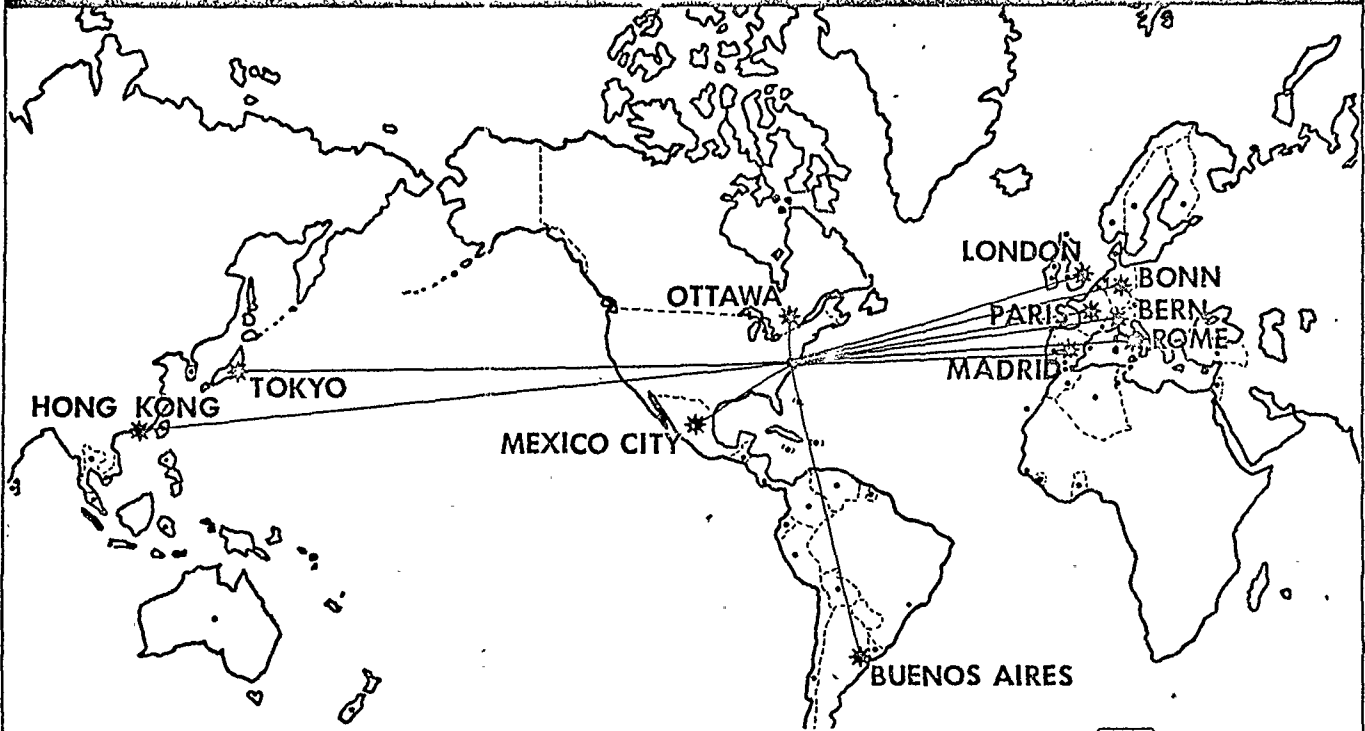 LONDON
BONN
OTTAWA
PARIS
BERN
ROME
MADRID
TOKYO
HONG KONG
MEXICO CITY
BUENOS AIRES